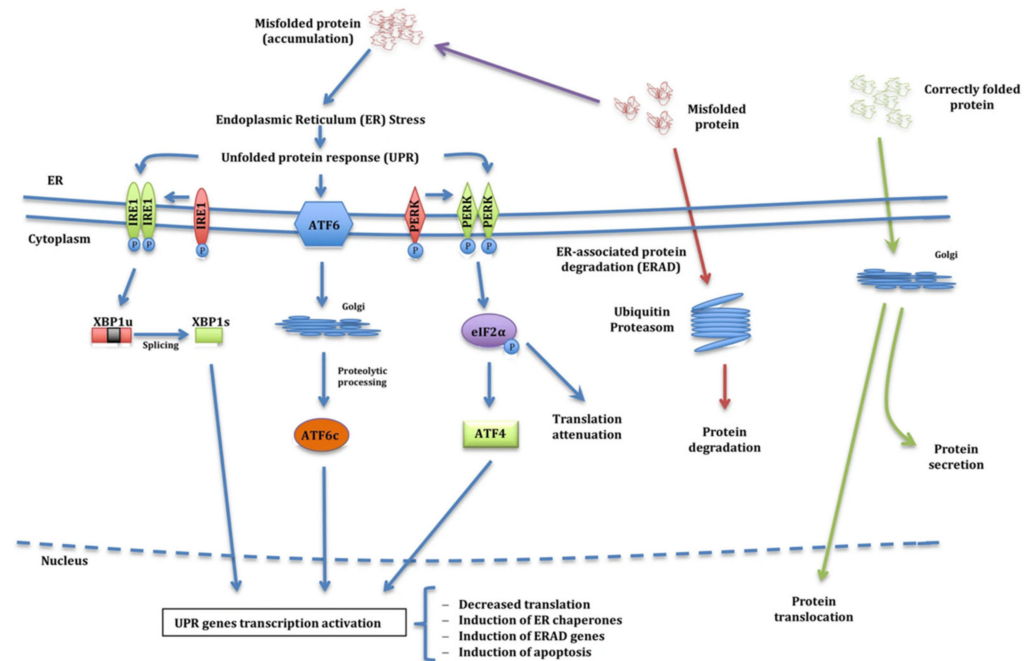 Misfolded protein
(accumulation)
Correctly folded
protein
Misfolded
protein
Endoplasmic Reticulum (ER) Stress
Unfolded protein response (UPR)
ER
IRE1
IRE1
IRE1
ATF6
PERK
PERK
PERK
Cytoplasm
P
P
P
P
P
P
ER-associated protein
degradation (ERAD)
Golgi
Golgi
Ubiquitin
Proteasom
XBP1u
XBP1s
Splicing
eIF2α
P
Proteolytic
processing
ATF6c
ATF4
Translation
attenuation
Protein
degradation
Protein
secretion
Nucleus
Protein
translocation
UPR genes transcription activation
– Decreased translation
– Induction of ER chaperones
– Induction of ERAD genes
– Induction of apoptosis